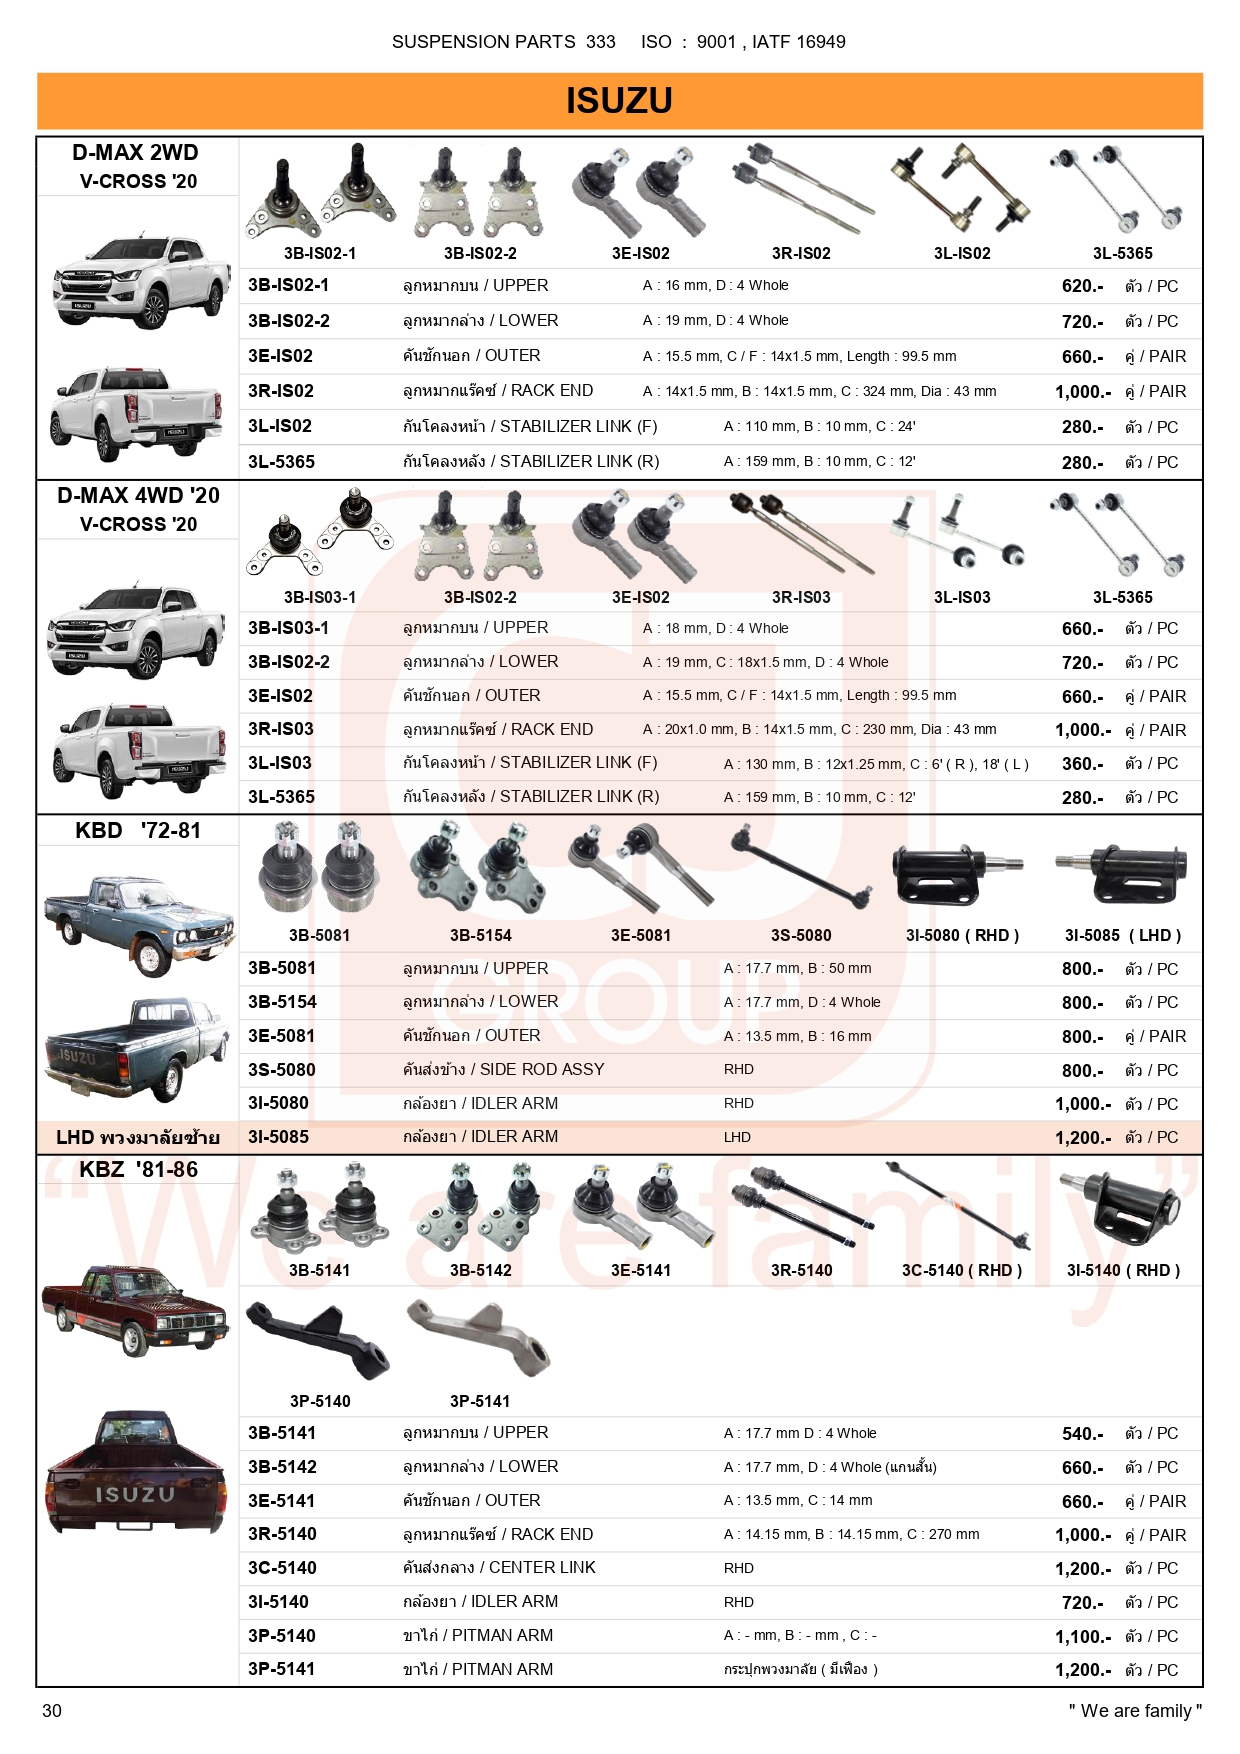 SUSPENSION PARTS  333     ISO  :  9001 , IATF 16949
ISUZU
D-MAX 2WD
V-CROSS '20
3B-IS02-1 3B-IS02-2 3E-IS02 3R-IS02 3L-IS02 3L-5365
3B-IS02-1 ลูกหมากบน / UPPER A : 16 mm, D : 4 Whole 620.- ตัว / PC
3B-IS02-2 ลูกหมากล่าง / LOWER A : 19 mm, D : 4 Whole 720.- ตัว / PC
3E-IS02 คันชักนอก / OUTER A : 15.5 mm, C / F : 14x1.5 mm, Length : 99.5 mm 660.- คู่ / PAIR
3R-IS02 ลูกหมากแร๊คซ์ / RACK END A : 14x1.5 mm, B : 14x1.5 mm, C : 324 mm, Dia : 43 mm 1,000.- คู่ / PAIR
3L-IS02 กันโคลงหน้า / STABILIZER LINK (F) A : 110 mm, B : 10 mm, C : 24' 280.- ตัว / PC
3L-5365 กันโคลงหลัง / STABILIZER LINK (R) A : 159 mm, B : 10 mm, C : 12' 280.- ตัว / PC
D-MAX 4WD '20
V-CROSS '20
3B-IS03-1 3B-IS02-2 3E-IS02 3R-IS03 3L-IS03 3L-5365
3B-IS03-1 ลูกหมากบน / UPPER A : 18 mm, D : 4 Whole 660.- ตัว / PC
3B-IS02-2 ลูกหมากล่าง / LOWER A : 19 mm, C : 18x1.5 mm, D : 4 Whole 720.- ตัว / PC
3E-IS02 คันชักนอก / OUTER A : 15.5 mm, C / F : 14x1.5 mm, Length : 99.5 mm 660.- คู่ / PAIR
3R-IS03 ลูกหมากแร๊คซ์ / RACK END A : 20x1.0 mm, B : 14x1.5 mm, C : 230 mm, Dia : 43 mm 1,000.- คู่ / PAIR
3L-IS03 กันโคลงหน้า / STABILIZER LINK (F) A : 130 mm, B : 12x1.25 mm, C : 6' ( R ), 18' ( L ) 360.- ตัว / PC
3L-5365 กันโคลงหลัง / STABILIZER LINK (R) A : 159 mm, B : 10 mm, C : 12' 280.- ตัว / PC
KBD   '72-81
3B-5081 3B-5154 3E-5081 3S-5080 3I-5080 ( RHD ) 3I-5085  ( LHD )
3B-5081 ลูกหมากบน / UPPER A : 17.7 mm, B : 50 mm 800.- ตัว / PC
3B-5154 ลูกหมากล่าง / LOWER A : 17.7 mm, D : 4 Whole 800.- ตัว / PC
GROUP
3E-5081 คันชักนอก / OUTER A : 13.5 mm, B : 16 mm 800.- คู่ / PAIR
ISUZU
3S-5080 คันส่งข้าง / SIDE ROD ASSY RHD 800.- ตัว / PC
3I-5080 กล้องยา / IDLER ARM RHD 1,000.- ตัว / PC
LHD พวงมาลัยซ้าย 3I-5085 กล้องยา / IDLER ARM LHD 1,200.- ตัว / PC
KBZ  '81-86
“We are family”
3B-5141 3B-5142 3E-5141 3R-5140 3C-5140 ( RHD ) 3I-5140 ( RHD )
3P-5140 3P-5141
3B-5141 ลูกหมากบน / UPPER A : 17.7 mm D : 4 Whole 540.- ตัว / PC
3B-5142 ลูกหมากล่าง / LOWER A : 17.7 mm, D : 4 Whole (แกนสั้น) 660.- ตัว / PC
ISUZU
3E-5141 คันชักนอก / OUTER A : 13.5 mm, C : 14 mm 660.- คู่ / PAIR
3R-5140 ลูกหมากแร๊คซ์ / RACK END A : 14.15 mm, B : 14.15 mm, C : 270 mm 1,000.- คู่ / PAIR
3C-5140 คันส่งกลาง / CENTER LINK RHD 1,200.- ตัว / PC
3I-5140 กล้องยา / IDLER ARM RHD 720.- ตัว / PC
3P-5140 ขาไก่ / PITMAN ARM A : - mm, B : - mm , C : - 1,100.- ตัว / PC
3P-5141 ขาไก่ / PITMAN ARM กระปุกพวงมาลัย ( มีเฟือง ) 1,200.- ตัว / PC
30 " We are family "